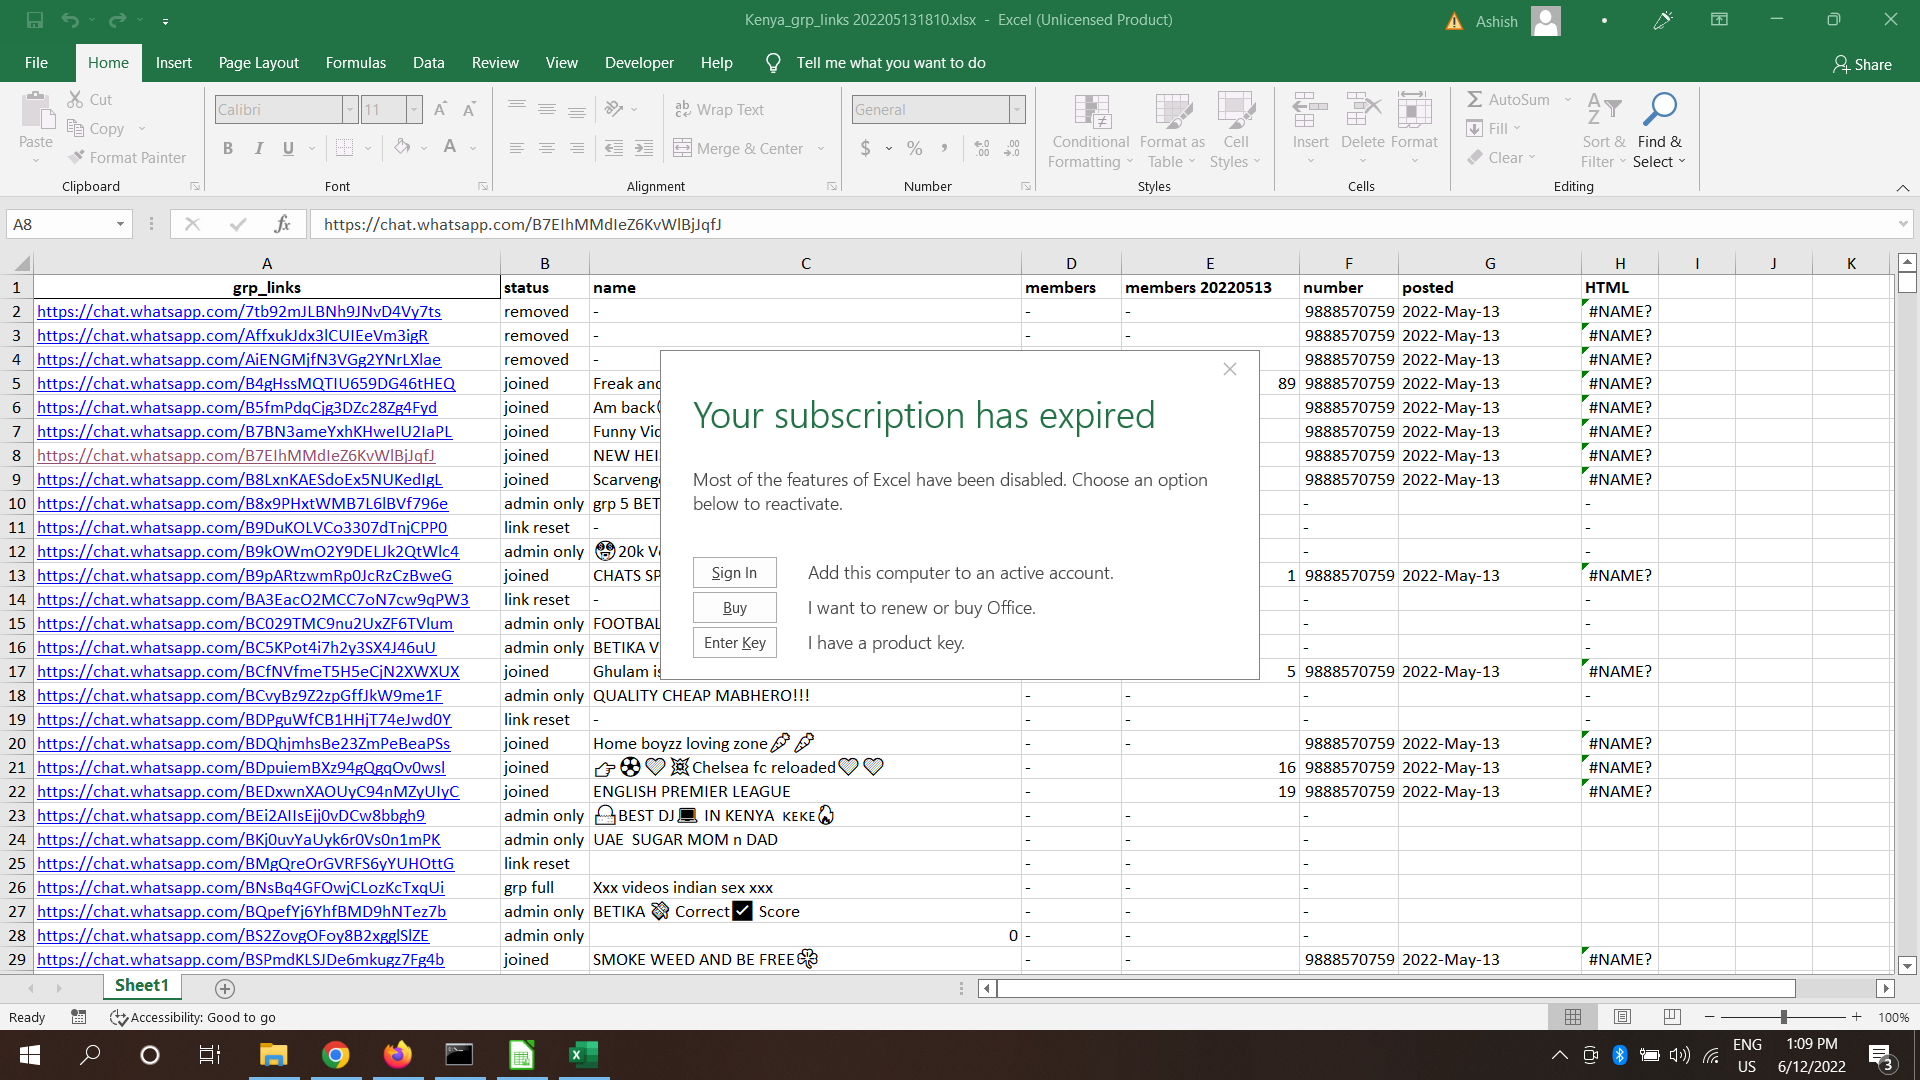 Kenya_grp_links 202205131810.xlsx - Excel (Unlicensed Product)
Ashish
File Home Insert Page Layout Formulas Data Review View Developer Help Tell me what you want to do Share
Cut
Copy
Format Painter
Paste
Calibri 11
B I U
Wrap Text
Merge & Center
General
$ % ,
Conditional Formatting
Format as Table
Cell Styles
Insert Delete Format
AutoSum
Fill
Clear
Sort & Filter
Find & Select
Clipboard Font Alignment Number Styles Cells Editing
A8 fx https://chat.whatsapp.com/B7EIhMMdIeZ6KvWlBjJqfJ
A B C D E F G H I J K
1 grp_links status name members members 20220513 number posted HTML
2 https://chat.whatsapp.com/7tb92mJLBNh9JNvD4Vy7ts removed - - - 9888570759 2022-May-13 #NAME?
3 https://chat.whatsapp.com/AffxukJdx3lCUIEeVm3igR removed - - - 9888570759 2022-May-13 #NAME?
4 https://chat.whatsapp.com/AiENGMjfN3VGg2YNrLXlae removed - 9888570759 2022-May-13 #NAME?
5 https://chat.whatsapp.com/B4gHssMQTIU659DG46tHEQ joined Freak and 89 9888570759 2022-May-13 #NAME?
6 https://chat.whatsapp.com/B5fmPdqCjg3DZc28Zg4Fyd joined Am back 9888570759 2022-May-13 #NAME?
7 https://chat.whatsapp.com/B7BN3ameYxhKHweIU2IaPL joined Funny Vid 9888570759 2022-May-13 #NAME?
8 https://chat.whatsapp.com/B7EIhMMdIeZ6KvWlBjJqfJ joined NEW HEI 9888570759 2022-May-13 #NAME?
9 https://chat.whatsapp.com/B8LxnKAESdoEx5NUKedIgL joined Scarveng 9888570759 2022-May-13 #NAME?
10 https://chat.whatsapp.com/B8x9PHxtWMB7L6lBVf796e admin only grp 5 BET - -
11 https://chat.whatsapp.com/B9DuKOLVCo3307dTnjCPP0 link reset - - -
12 https://chat.whatsapp.com/B9kOWmO2Y9DELJk2QtWlc4 admin only 20k V - -
13 https://chat.whatsapp.com/B9pARtzwmRp0JcRzCzBweG joined CHATS SP 1 9888570759 2022-May-13 #NAME?
14 https://chat.whatsapp.com/BA3EacO2MCC7oN7cw9qPW3 link reset - - -
15 https://chat.whatsapp.com/BC029TMC9nu2UxZF6TVlum admin only FOOTBAL - -
16 https://chat.whatsapp.com/BC5KPot4i7h2y3SX4J46uU admin only BETIKA V - -
17 https://chat.whatsapp.com/BCfNVfmeT5H5eCjN2XWXUX joined Ghulam is 5 9888570759 2022-May-13 #NAME?
18 https://chat.whatsapp.com/BCvyBz9Z2zpGffJkW9me1F admin only QUALITY CHEAP MABHERO!!! - - - -
19 https://chat.whatsapp.com/BDPguWfCB1HHjT74eJwd0Y link reset - - - - -
20 https://chat.whatsapp.com/BDQhjmhsBe23ZmPeBeaPSs joined Home boyzz loving zone🥕🥕 - - 9888570759 2022-May-13 #NAME?
21 https://chat.whatsapp.com/BDpuiemBXz94gQgqOv0wsl joined Chelsea fc reloaded - 16 9888570759 2022-May-13 #NAME?
22 https://chat.whatsapp.com/BEDxwnXAOUyC94nMZyUIyC joined ENGLISH PREMIER LEAGUE - 19 9888570759 2022-May-13 #NAME?
23 https://chat.whatsapp.com/BEi2AIIsEjj0vDCw8bbgh9 admin only BEST DJ💻 IN KENYA ᴋᴇᴋᴇ🔥 - - -
24 https://chat.whatsapp.com/BKj0uvYaUyk6r0Vs0n1mPK admin only UAE SUGAR MOM n DAD - - -
25 https://chat.whatsapp.com/BMgQreOrGVRFS6yYUHOttG link reset - - -
26 https://chat.whatsapp.com/BNsBq4GFOwjCLozKcTxqUi grp full Xxx videos indian sex xxx - - -
27 https://chat.whatsapp.com/BQpefYj6YhfBMD9hNTez7b admin only BETIKA Correct Score - - -
28 https://chat.whatsapp.com/BS2ZovgOFoy8B2xgglSlZE admin only 0 - - -
29 https://chat.whatsapp.com/BSPmdKLSJDe6mkugz7Fg4b joined SMOKE WEED AND BE FREE - - 9888570759 2022-May-13 #NAME?
Your subscription has expired
Most of the features of Excel have been disabled. Choose an option
below to reactivate.
Sign In Add this computer to an active account.
Buy I want to renew or buy Office.
Enter Key I have a product key.
Sheet1
Ready Accessibility: Good to go 100%
ENG US
1:09 PM
6/12/2022
3